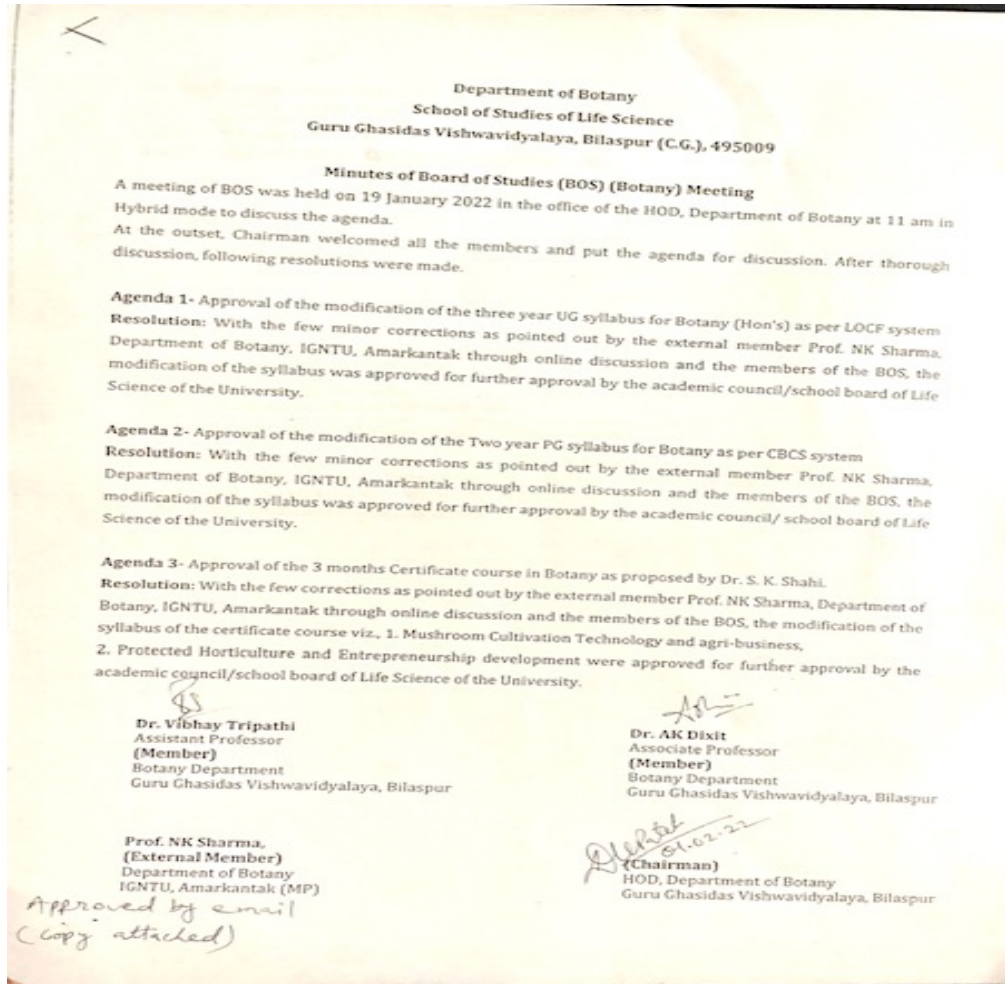 Department of Botany
School of Studies of Life Science
Guru Ghasidas Vishwavidyalaya, Bilaspur (C.G.), 495009
Minutes of Board of Studies (BOS) (Botany) Meeting
A meeting of BOS was held on 19 January 2022 in the office of the HOD, Department of Botany at 11 am in
Hybrid mode to discuss the agenda.
At the outset, Chairman welcomed all the members and put the agenda for discussion. After thorough
discussion, following resolutions were made.
Agenda 1- Approval of the modification of the three year UG syllabus for Botany (Hon's) as per LOCF system
Resolution: With the few minor corrections as pointed out by the external member Prof. NK Sharma,
Department of Botany, IGNTU, Amarkantak through online discussion and the members of the BOS, the
modification of the syllabus was approved for further approval by the academic council/school board of Life
Science of the University.
Agenda 2- Approval of the modification of the Two year PG syllabus for Botany as per CBCS system
Resolution: With the few minor corrections as pointed out by the external member Prof. NK Sharma,
Department of Botany, IGNTU, Amarkantak through online discussion and the members of the BOS, the
modification of the syllabus was approved for further approval by the academic council/ school board of Life
Science of the University.
Agenda 3- Approval of the 3 months Certificate course in Botany as proposed by Dr. S. K. Shahi.
Resolution: With the few corrections as pointed out by the external member Prof. NK Sharma, Department of
Botany, IGNTU, Amarkantak through online discussion and the members of the BOS, the modification of the
syllabus of the certificate course viz., 1. Mushroom Cultivation Technology and agri-business,
2. Protected Horticulture and Entrepreneurship development were approved for further approval by the
academic council/school board of Life Science of the University.
Dr. Vibhay Tripathi
Assistant Professor
(Member)
Botany Department
Guru Ghasidas Vishwavidyalaya, Bilaspur
Dr. AK Dixit
Associate Professor
(Member)
Botany Department
Guru Ghasidas Vishwavidyalaya, Bilaspur
Prof. NK Sharma,
(External Member)
Department of Botany
IGNTU, Amarkantak (MP)
Approved by email
(copy attached)
01.02.22
(Chairman)
HOD, Department of Botany
Guru Ghasidas Vishwavidyalaya, Bilaspur